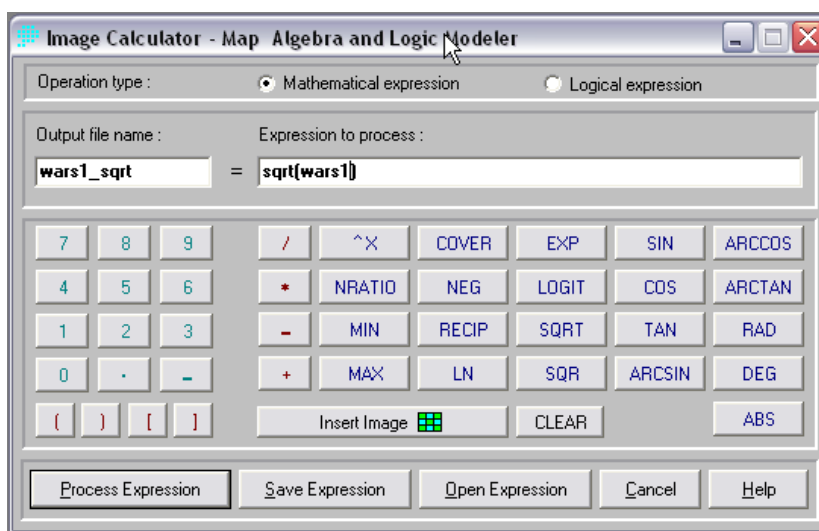 Image Calculator - Map Algebra and Logic Modeler
Operation type : Mathematical expression Logical expression
Output file name : Expression to process :
wars1_sqrt = sqrt(wars1)
7 8 9 / ^X COVER EXP SIN ARCCOS
4 5 6 * NRATIO NEG LOGIT COS ARCTAN
1 2 3 - MIN RECIP SQRT TAN RAD
0 . - + MAX LN SQR ARCSIN DEG
( ) [ ] Insert Image CLEAR ABS
Process Expression Save Expression Open Expression Cancel Help